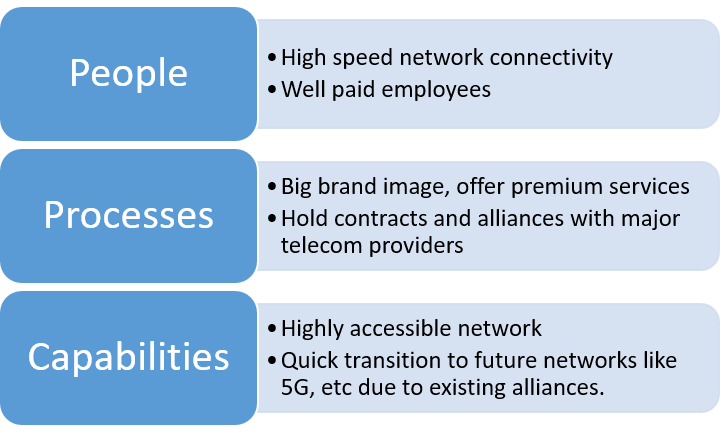 People
• High speed network connectivity
• Well paid employees
Processes
• Big brand image, offer premium services
• Hold contracts and alliances with major
telecom providers
Capabilities
• Highly accessible network
• Quick transition to future networks like
5G, etc due to existing alliances.